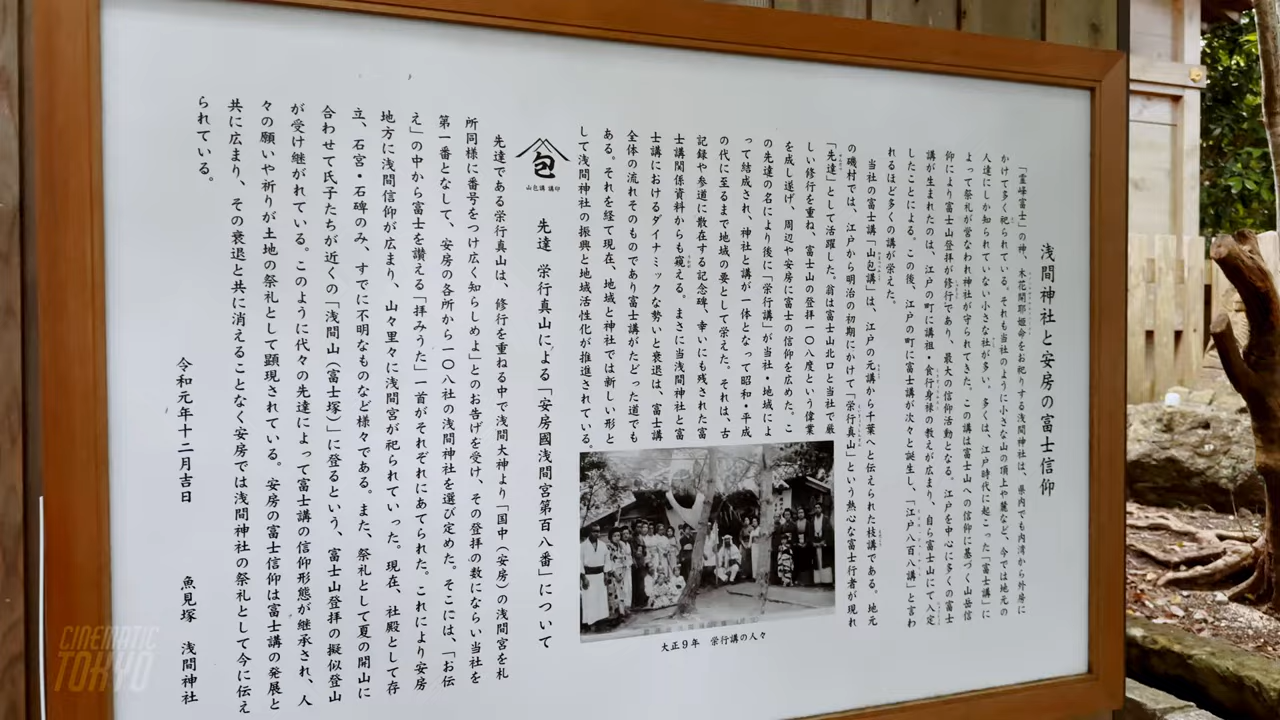 浅間神社と安房の富士信仰
「霊峰富士」の神、木花開耶姫命をお祀りする浅間神社は、県内でも内湾から外房に
かけて多く祀られている。それも当社のように小さな山の頂上や麓など、今では地元の
人達にしか知られていない小さな社が多い。多くは、江戸時代に起こった「富士講」に
よって祭礼が営なわれ神社が守られてきた。この講は富士山への信仰に基づく山岳信
仰により富士山登拝が修行であり、最大の信仰活動となる。江戸を中心に多くの富士
講が生まれたのは、江戸の町に講祖・食行身禄の教えが広まり、自ら富士山にて入定
したことによる。この後、江戸の町に富士講が次々と誕生し、「江戸八百八講」と言わ
れるほど多くの講が栄えた。
当社の富士講「山包講」は、江戸の元講から千葉へと伝えられた枝講である。地元
の磯村では、江戸から明治の初期にかけて「栄行真山」という熱心な富士行者が現れ
「先達」として活躍した。翁は富士山北口と当社で厳
しい修行を重ね、富士山の登拝一〇八度という偉業
を成し遂げ、周辺や安房に富士の信仰を広めた。こ
の先達の名により後に「栄行講」が当社・地域によ
って結成され、神社と講が一体となって昭和・平成
の代に至るまで地域の要として栄えた。それは、古
記録や参道に散在する記念碑、幸いにも残された富
士講関係資料からも窺える。まさに当浅間神社と富
士講におけるダイナミックな勢いと衰退は、富士講
全体の流れそのものであり富士講がたどった道でも
ある。それを経て現在、地域と神社では新しい形と
して浅間神社の振興と地域活性化が推進されている。
大正9年 栄行講の人々
包
山包講 講印
先達 栄行真山による「安房國浅間宮第百八番」について
先達である栄行真山は、修行を重ねる中で浅間大神より「国中(安房)の浅間宮を札
所同様に番号をつけ広く知らしめよ」とのお告げを受け、その登拝の数にならい当社を
第一番となして、安房の各所から一〇八社の浅間神社を選び定めた。そこには、「お伝
え」の中から富士を讃える「拝みうた」一首がそれぞれにあてられた。これにより安房
地方に浅間信仰が広まり、山々里々に浅間宮が祀られていった。現在、社殿として存
立、石宮・石碑のみ、すでに不明なものなど様々である。また、祭礼として夏の開山に
合わせて氏子たちが近くの「浅間山(富士塚)」に登るという、富士山登拝の擬似登山
が受け継がれている。このように代々の先達によって富士講の信仰形態が継承され、人
々の願いや祈りが土地の祭礼として顕現されている。安房の富士信仰は富士講の発展と
共に広まり、その衰退と共に消えることなく安房では浅間神社の祭礼として今に伝え
られている。
令和元年十二月吉日 魚見塚 浅間神社
CINEMATIC
TOKYO